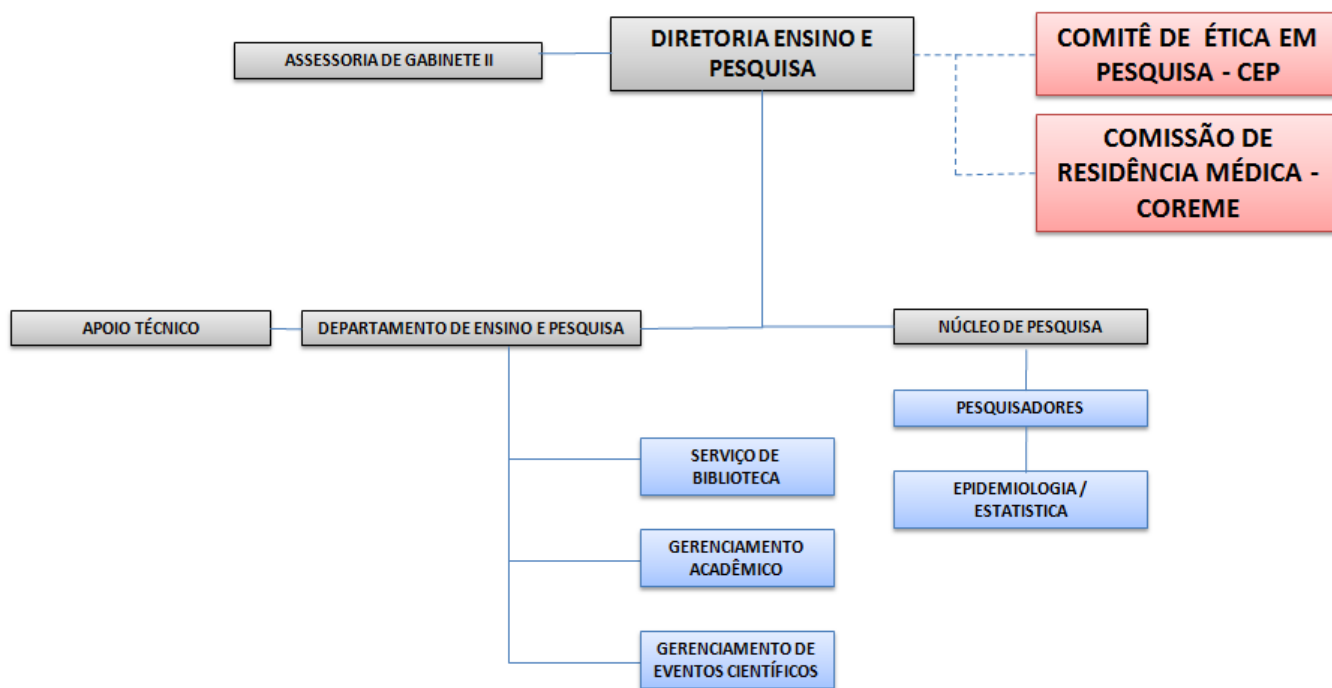 ASSESSORIA DE GABINETE II
DIRETORIA ENSINO E
PESQUISA
COMITÊ DE ÉTICA EM
PESQUISA - CEP
COMISSÃO DE
RESIDÊNCIA MÉDICA -
COREME
APOIO TÉCNICO
DEPARTAMENTO DE ENSINO E PESQUISA
NÚCLEO DE PESQUISA
PESQUISADORES
SERVIÇO DE
BIBLIOTECA
EPIDEMIOLOGIA /
ESTATISTICA
GERENCIAMENTO
ACADÊMICO
GERENCIAMENTO DE
EVENTOS CIENTÍFICOS